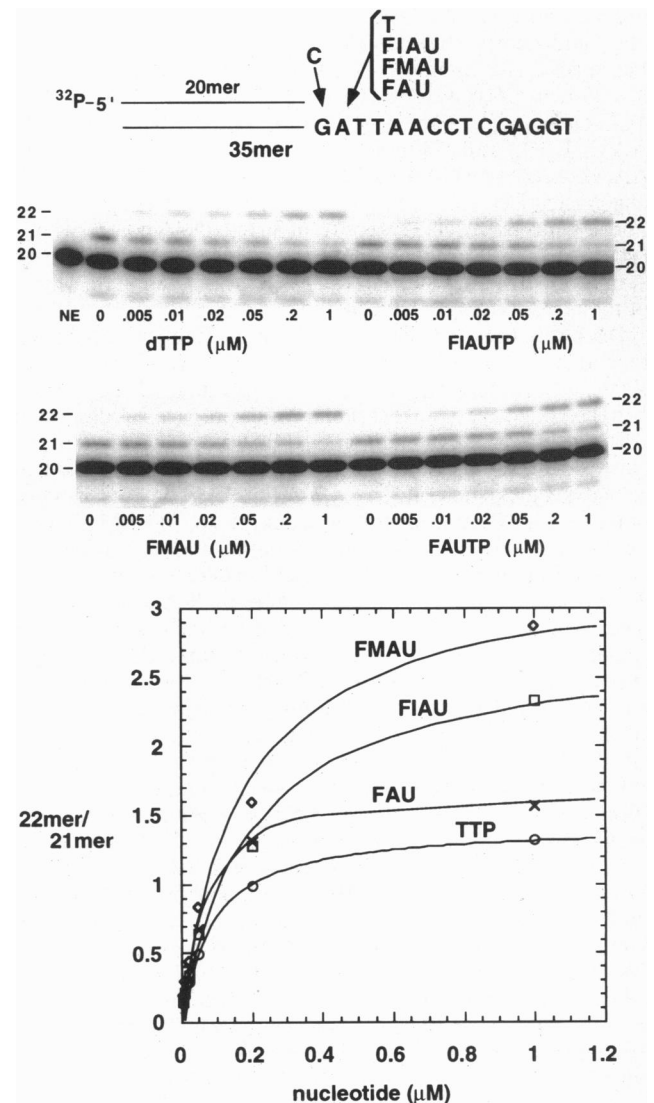 T
FIAU
FMAU
FAU
C
32P-5'
20mer
G A T T A A C C T C G A G G T
35mer
22
21
20
22
21
20
NE 0 .005 .01 .02 .05 .2 1 0 .005 .01 .02 .05 .2 1
dTTP (µM) FIAUTP (µM)
22
21
20
22
21
20
0 .005 .01 .02 .05 .2 1 0 .005 .01 .02 .05 .2 1
FMAU (µM) FAUTP (µM)
3
2.5
2
1.5
1
0.5
0
22mer/
21mer
FMAU
FIAU
FAU
TTP
0 0.2 0.4 0.6 0.8 1.0 1.2
nucleotide (µM)